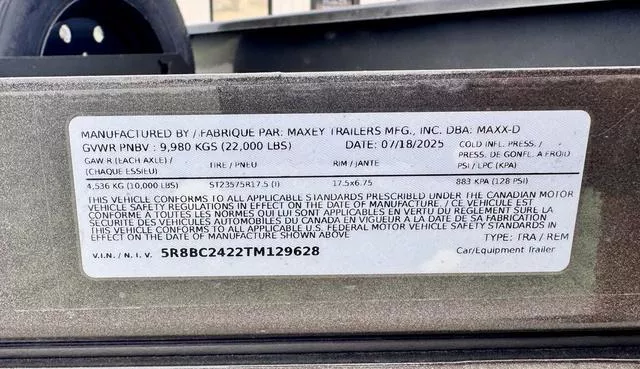 MANUFACTURED BY / FABRIQUE PAR: MAXEY TRAILERS MFG., INC. DBA: MAXX-D
GVWR PNBV : 9,980 KGS (22,000 LBS) DATE: 07/18/2025 COLD INFL. PRESS. /
PRESS. DE GONFL. A FROID
GAWR (EACH AXLE) / TIRE / PNEU RIM / JANTE PSI / LPC (KPA)
(CHAQUE ESSIEU)
4,536 KG (10,000 LBS) ST23575R17.5 (I) 17.5x6.75 883 KPA (128 PSI)
THIS VEHICLE CONFORMS TO ALL APPLICABLE STANDARDS PRESCRIBED UNDER THE CANADIAN MOTOR
VEHICLE SAFETY REGULATIONS IN EFFECT ON THE DATE OF MANUFACTURE. / CE VEHICULE EST
CONFORME A TOUTES LES NORMES QUI LUI SONT APPLICABLES EN VERTU DU REGLEMENT SUR LA
SECURITE DES VEHICULES AUTOMOBILES DU CANADA EN VIGUEUR A LA DATE DE SA FABRICATION
THIS VEHICLE CONFORMS TO ALL APPLICABLE U.S. FEDERAL MOTOR VEHICLE SAFETY STANDARDS IN
EFFECT ON THE DATE OF MANUFACTURE SHOWN ABOVE
TYPE: TRA / REM
V.I.N. / N. I. V. 5R8BC2422TM129628 Car/Equipment Trailer